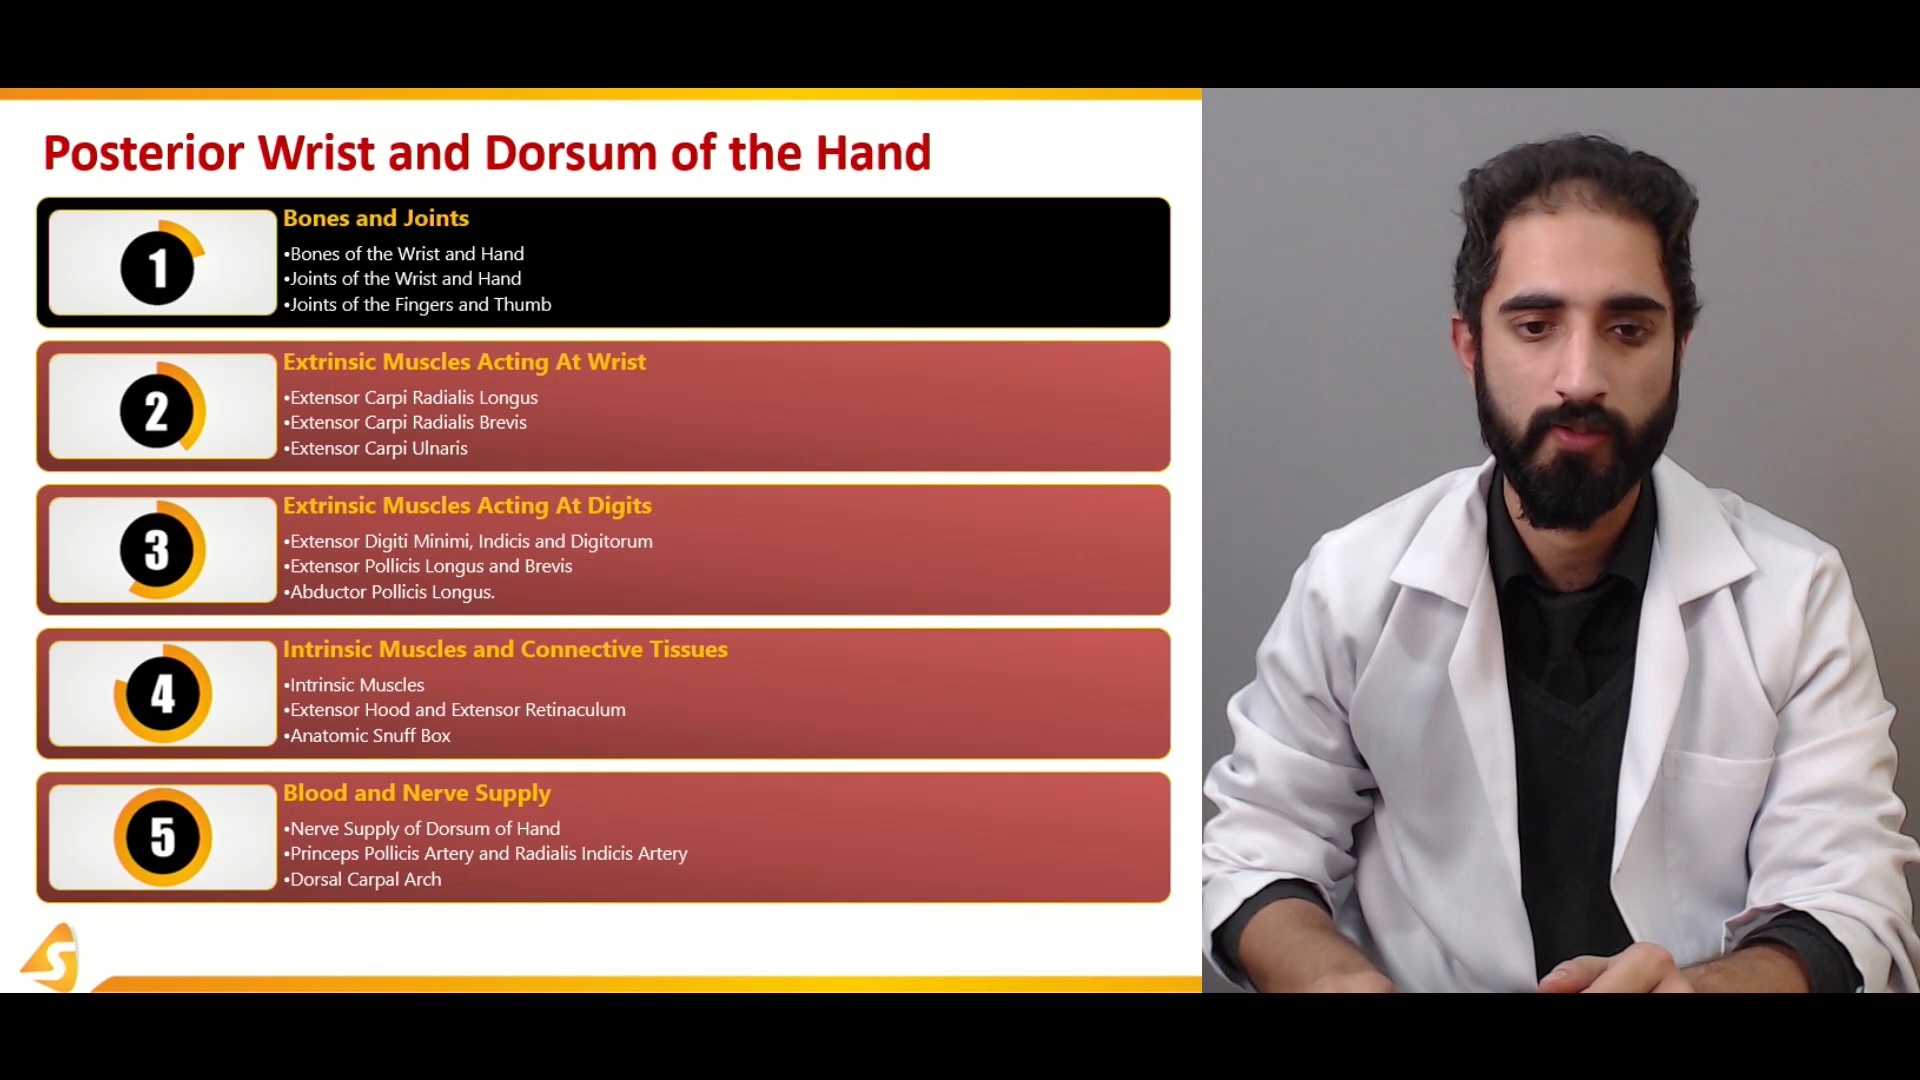 Posterior Wrist and Dorsum of the Hand
1
Bones and Joints
•Bones of the Wrist and Hand
•Joints of the Wrist and Hand
•Joints of the Fingers and Thumb
2
Extrinsic Muscles Acting At Wrist
•Extensor Carpi Radialis Longus
•Extensor Carpi Radialis Brevis
•Extensor Carpi Ulnaris
3
Extrinsic Muscles Acting At Digits
•Extensor Digiti Minimi, Indicis and Digitorum
•Extensor Pollicis Longus and Brevis
•Abductor Pollicis Longus.
4
Intrinsic Muscles and Connective Tissues
•Intrinsic Muscles
•Extensor Hood and Extensor Retinaculum
•Anatomic Snuff Box
5
Blood and Nerve Supply
•Nerve Supply of Dorsum of Hand
•Princeps Pollicis Artery and Radialis Indicis Artery
•Dorsal Carpal Arch
S